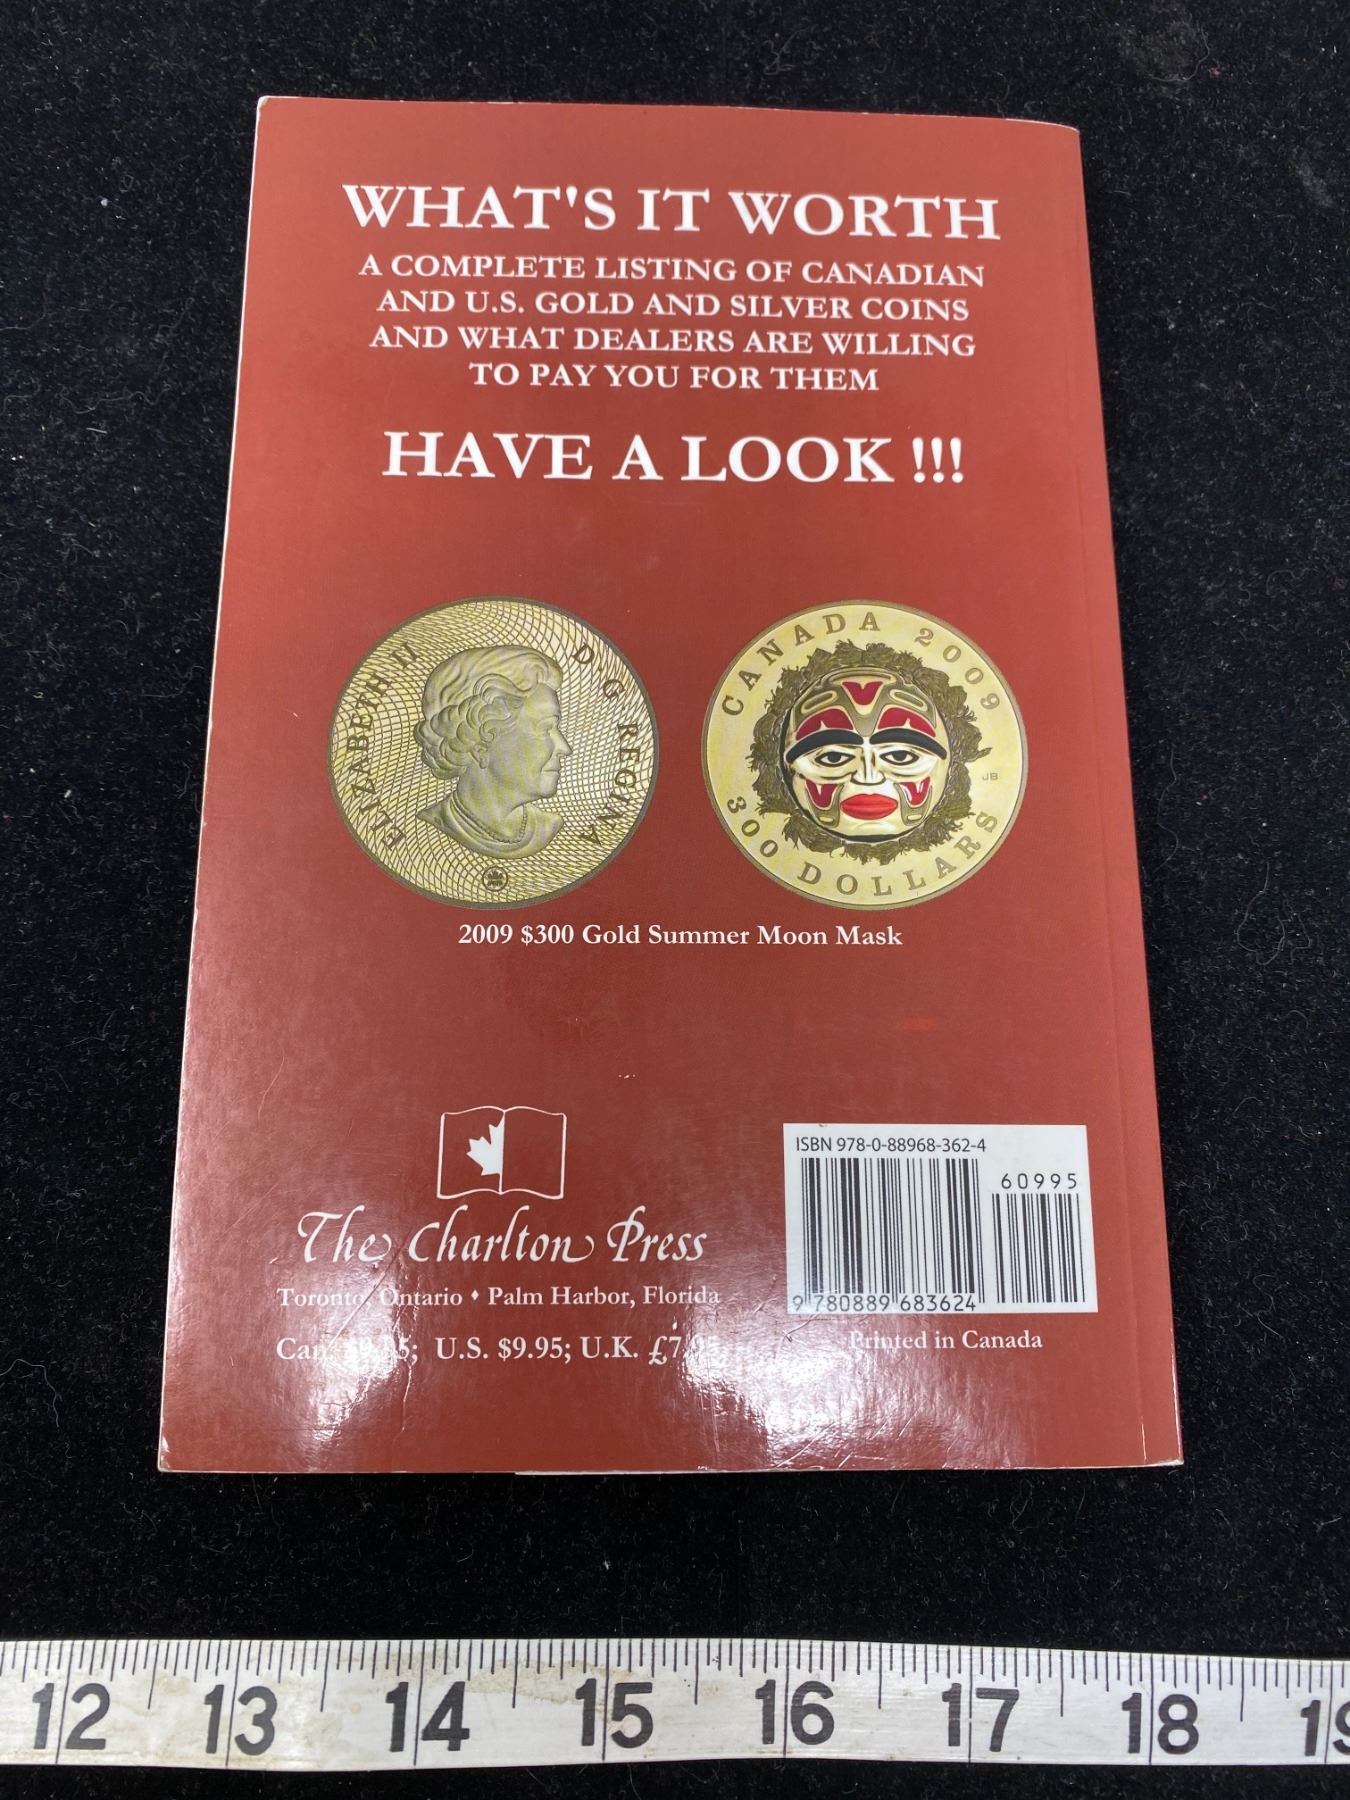 WHAT'S IT WORTH
A COMPLETE LISTING OF CANADIAN
AND U.S. GOLD AND SILVER COINS
AND WHAT DEALERS ARE WILLING
TO PAY YOU FOR THEM
HAVE A LOOK !!!
ELIZABETH II D·G·REGINA
CANADA 2009
JB
300 DOLLARS
2009 $300 Gold Summer Moon Mask
The Charlton Press
Toronto, Ontario ♦ Palm Harbor, Florida
U.S. $9.95; U.K.
ISBN 978-0-88968-362-4
60995
9 780889 683624
Printed in Canada
12 13 14 15 16 17 18